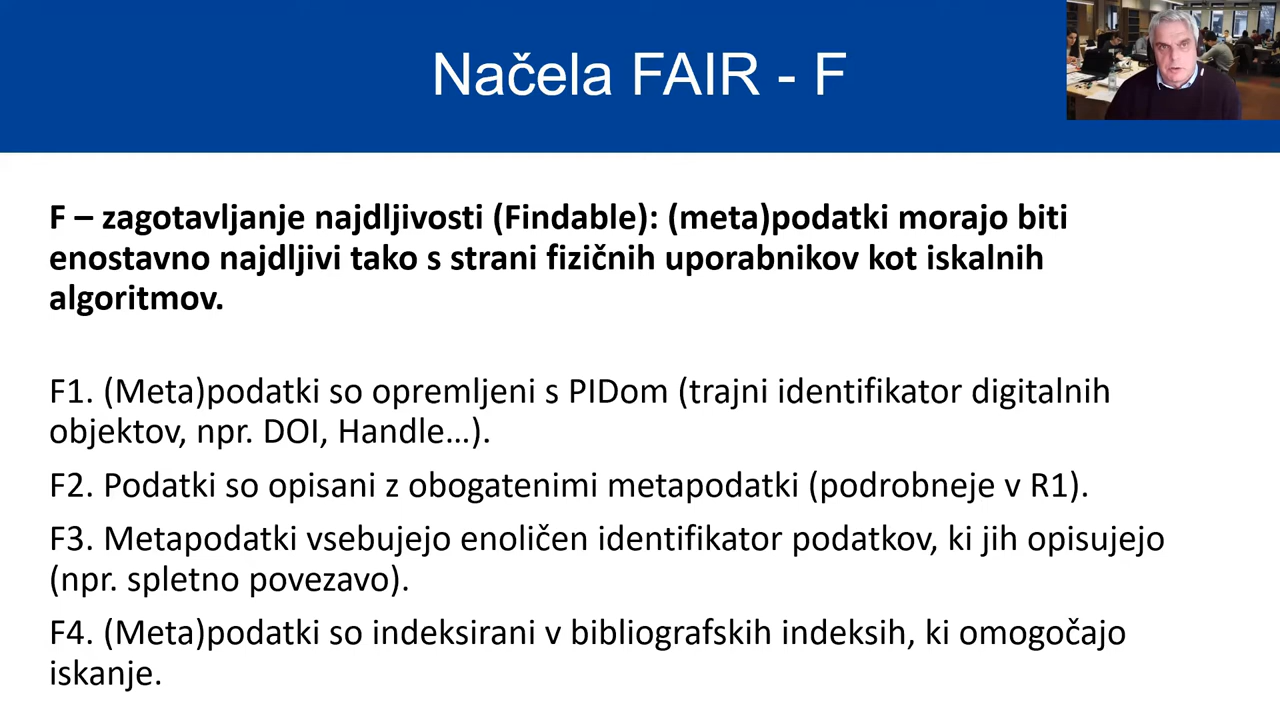 Načela FAIR - F
F – zagotavljanje najdljivosti (Findable): (meta)podatki morajo biti
enostavno najdljivi tako s strani fizičnih uporabnikov kot iskalnih
algoritmov.
F1. (Meta)podatki so opremljeni s PIDom (trajni identifikator digitalnih
objektov, npr. DOI, Handle...).
F2. Podatki so opisani z obogatenimi metapodatki (podrobneje v R1).
F3. Metapodatki vsebujejo enoličen identifikator podatkov, ki jih opisujejo
(npr. spletno povezavo).
F4. (Meta)podatki so indeksirani v bibliografskih indeksih, ki omogočajo
iskanje.